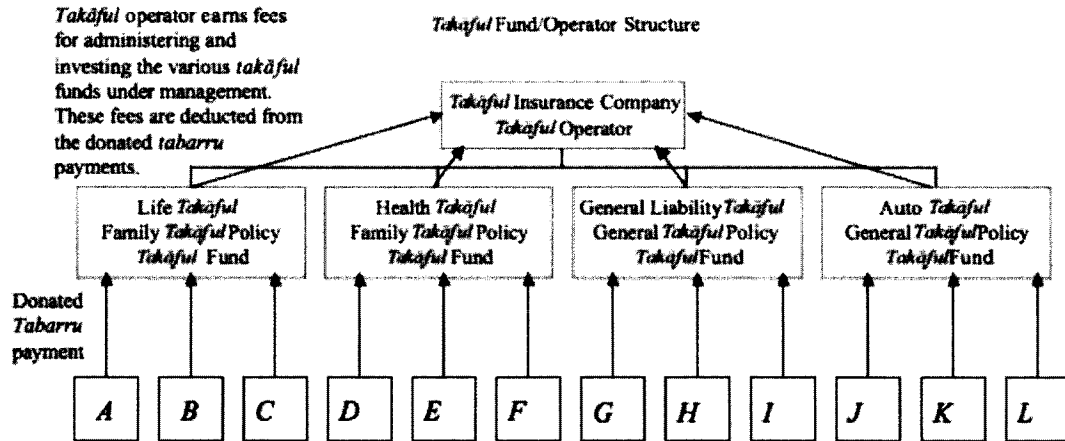 Takāful operator earns fees
for administering and
investing the various takāful
funds under management.
These fees are deducted from
the donated tabarru
payments.
Takāful Fund/Operator Structure
Takāful Insurance Company
Takāful Operator
Life Takāful
Family Takāful Policy
Takāful Fund
Health Takāful
Family Takāful Policy
Takāful Fund
General Liability Takāful
General Takāful Policy
Takāful Fund
Auto Takāful
General Takāful Policy
Takāful Fund
Donated
Tabarru
payment
A B C D E F G H I J K L